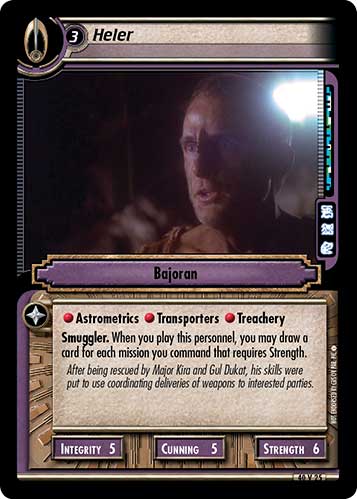 3 Heler
Bajoran
Astrometrics Transporters Treachery
Smuggler. When you play this personnel, you may draw a
card for each mission you command that requires Strength.
After being rescued by Major Kira and Gul Dukat, his skills were
put to use coordinating deliveries of weapons to interested parties.
INTEGRITY 5 CUNNING 5 STRENGTH 6
40 V 25